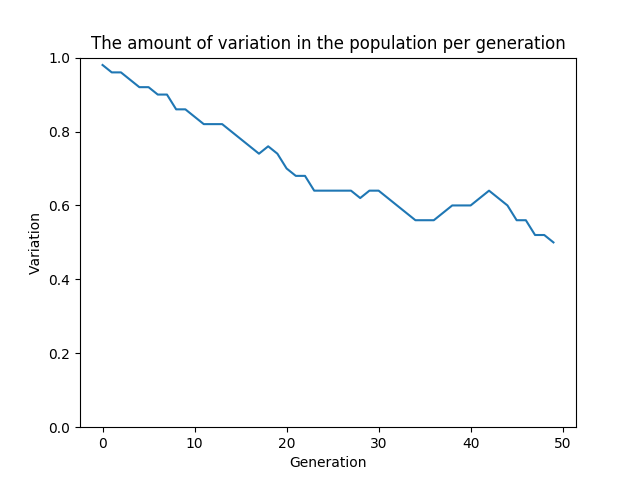 The amount of variation in the population per generation
1.0
0.8
0.6
0.4
0.2
0.0
Variation
0 10 20 30 40 50
Generation